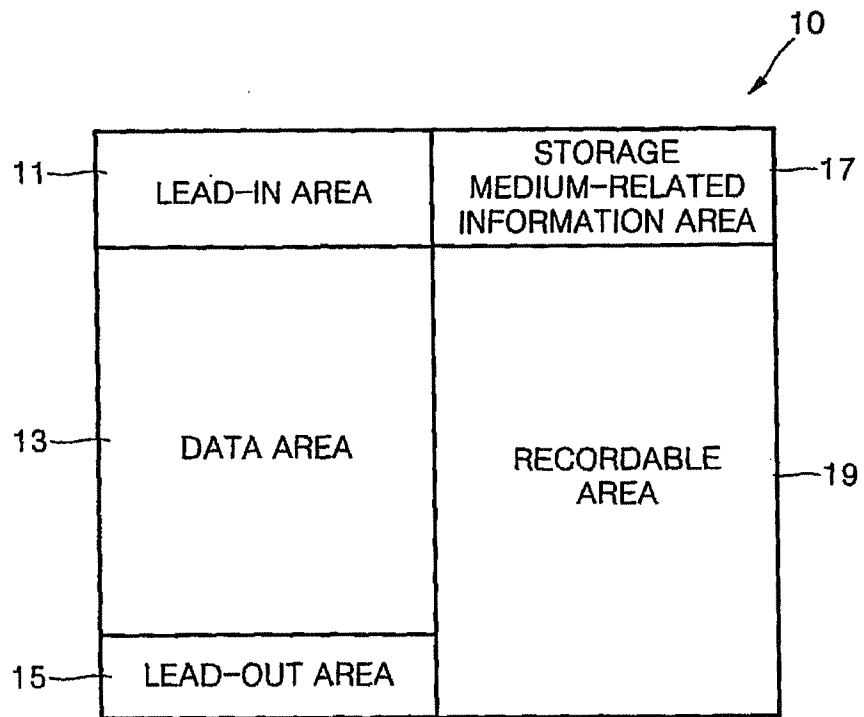 10
11
LEAD-IN AREA
STORAGE
MEDIUM-RELATED
INFORMATION AREA
17
13
DATA AREA
RECORDABLE
AREA
19
15
LEAD-OUT AREA